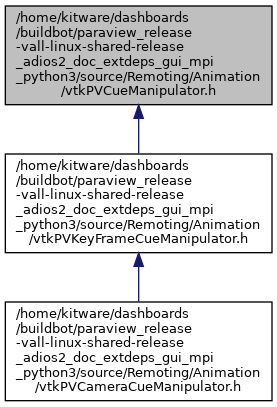 /home/kitware/dashboards
/buildbot/paraview_release
-vall-linux-shared-release
_adios2_doc_extdeps_gui_mpi
_python3/source/Remoting/Animation
/vtkPVCueManipulator.h
/home/kitware/dashboards
/buildbot/paraview_release
-vall-linux-shared-release
_adios2_doc_extdeps_gui_mpi
_python3/source/Remoting/Animation
/vtkPVKeyFrameCueManipulator.h
/home/kitware/dashboards
/buildbot/paraview_release
-vall-linux-shared-release
_adios2_doc_extdeps_gui_mpi
_python3/source/Remoting/Animation
/vtkPVCameraCueManipulator.h